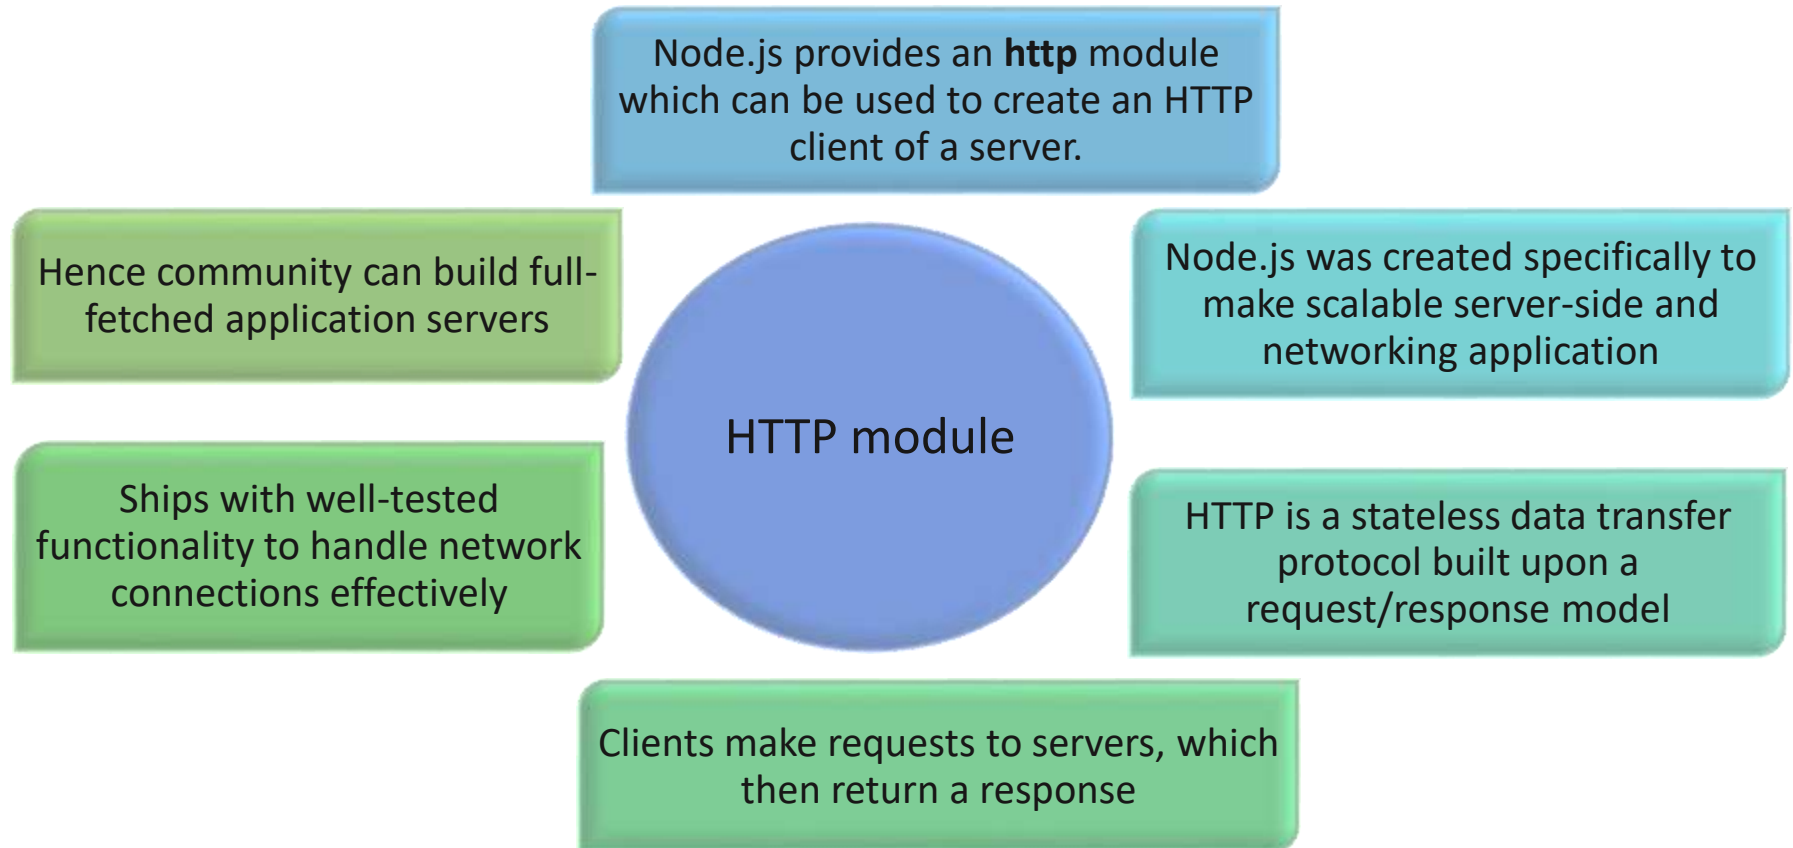 Node.js provides an http module
which can be used to create an HTTP
client of a server.
Node.js was created specifically to
make scalable server-side and
networking application
HTTP is a stateless data transfer
protocol built upon a
request/response model
Clients make requests to servers, which
then return a response
Ships with well-tested
functionality to handle network
connections effectively
Hence community can build full-
fetched application servers
HTTP module